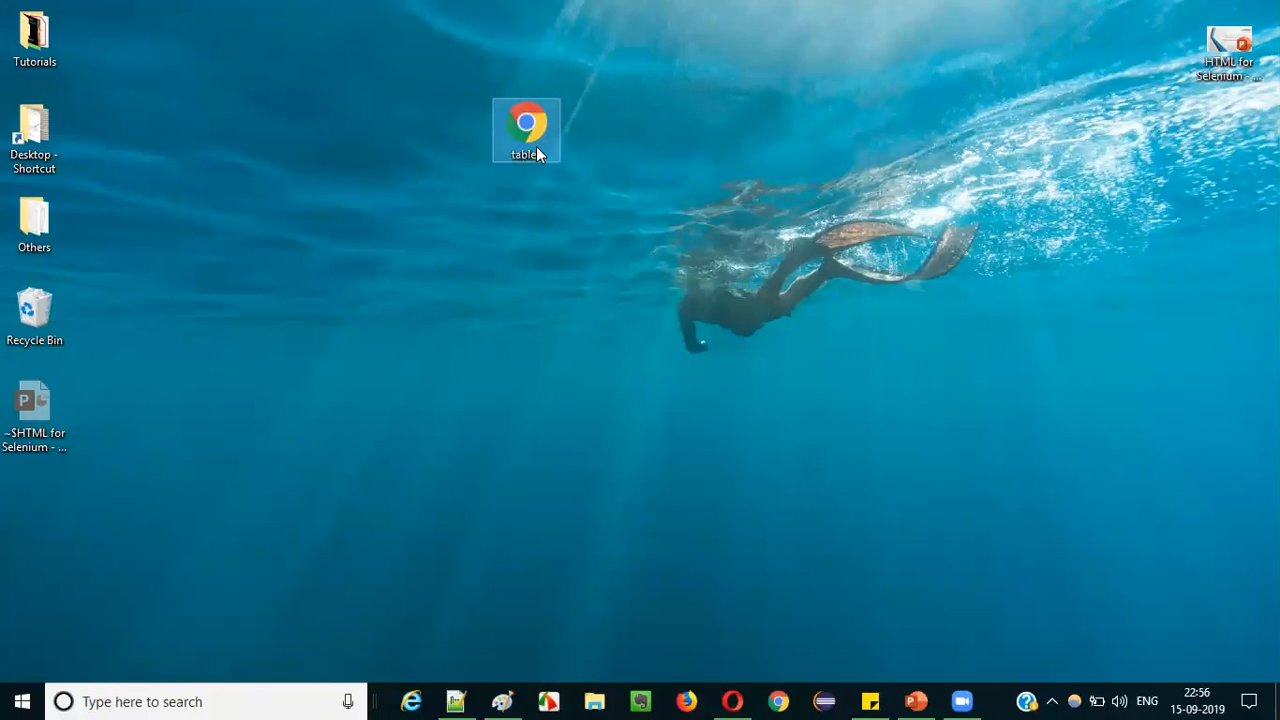 Tutorials
Desktop -
Shortcut
Others
Recycle Bin
~$HTML for
Selenium - ...
table
HTML for
Selenium - ...
Type here to search
ENG
22:56
15-09-2019